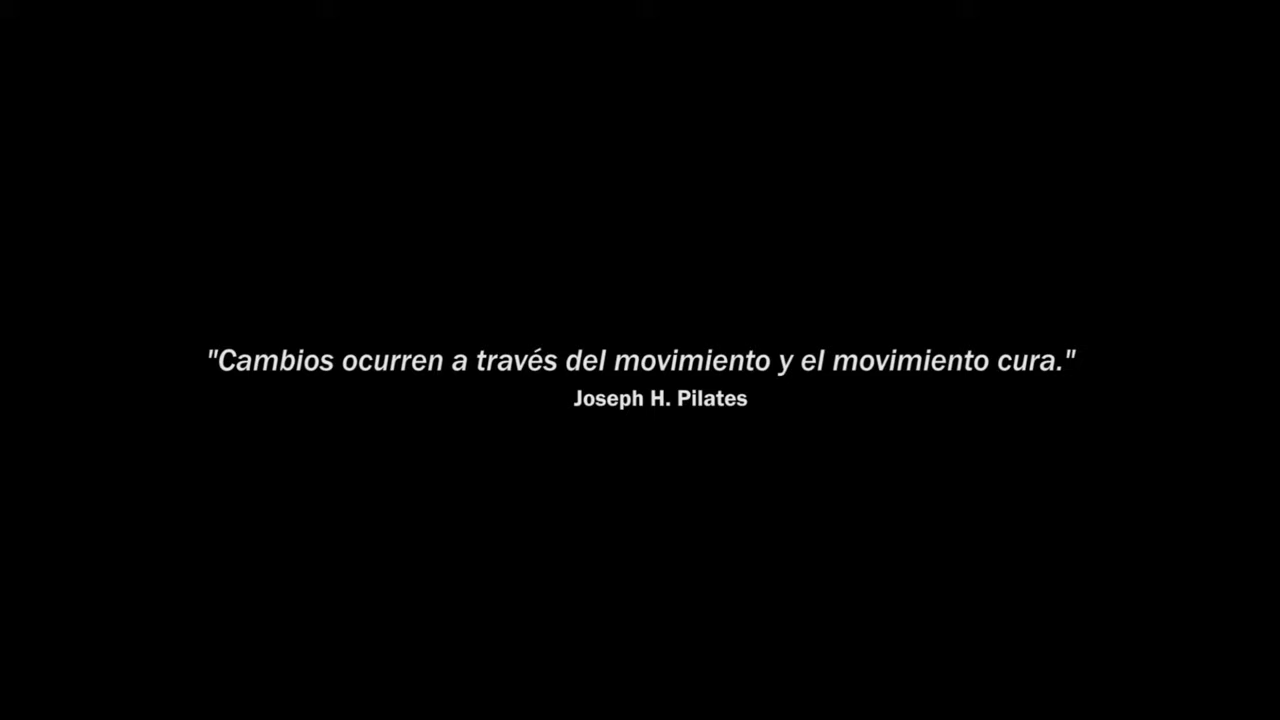 "Cambios ocurren a través del movimiento y el movimiento cura."
Joseph H. Pilates